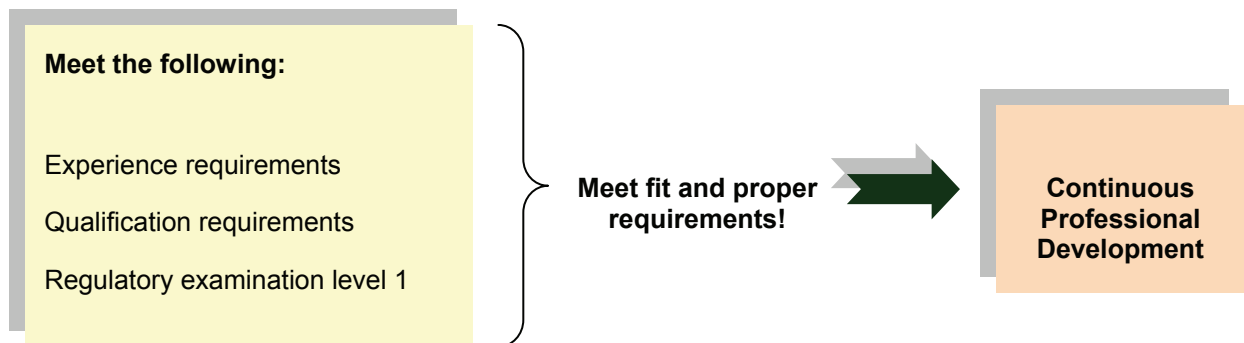 Meet the following:
Experience requirements
Qualification requirements
Regulatory examination level 1
Meet fit and proper
requirements!
Continuous
Professional
Development